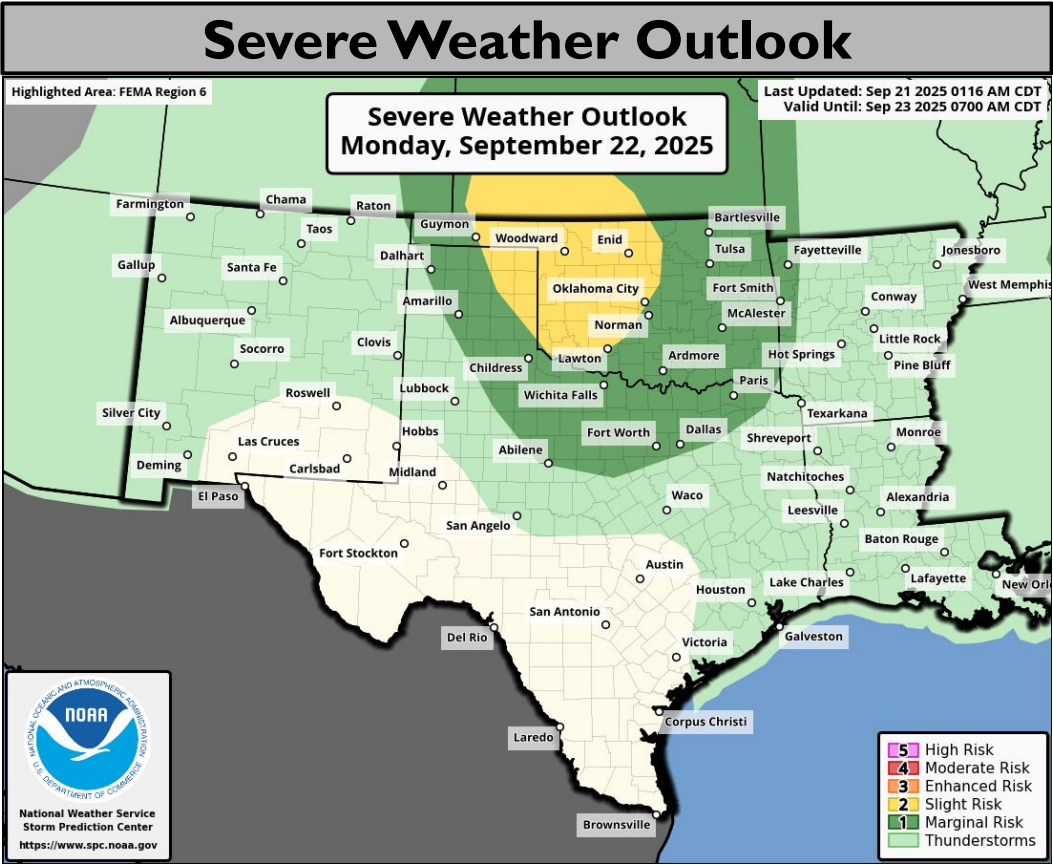 Severe Weather Outlook
Highlighted Area: FEMA Region 6
Last Updated: Sep 21 2025 0116 AM CDT
Valid Until: Sep 23 2025 0700 AM CDT
Severe Weather Outlook
Monday, September 22, 2025
Farmington
Chama
Raton
Taos
Guymon
Woodward
Enid
Bartlesville
Tulsa
Fayetteville
Jonesboro
Gallup
Santa Fe
Dalhart
Oklahoma City
Fort Smith
West Memphis
Amarillo
Conway
Albuquerque
Norman
McAlester
Socorro
Clovis
Little Rock
Childress
Lawton
Ardmore
Hot Springs
Pine Bluff
Roswell
Lubbock
Wichita Falls
Paris
Silver City
Texarkana
Las Cruces
Hobbs
Fort Worth
Dallas
Shreveport
Monroe
Deming
Carlsbad
Midland
Abilene
Natchitoches
El Paso
Waco
Leesville
Alexandria
San Angelo
Baton Rouge
Fort Stockton
Austin
Houston
Lake Charles
Lafayette
New Orle
San Antonio
Del Rio
Victoria
Galveston
Laredo
Corpus Christi
Brownsville
NATIONAL OCEANIC AND ATMOSPHERIC ADMINISTRATION
NOAA
U.S. DEPARTMENT OF COMMERCE
National Weather Service
Storm Prediction Center
https://www.spc.noaa.gov
5 High Risk
4 Moderate Risk
3 Enhanced Risk
2 Slight Risk
1 Marginal Risk
Thunderstorms